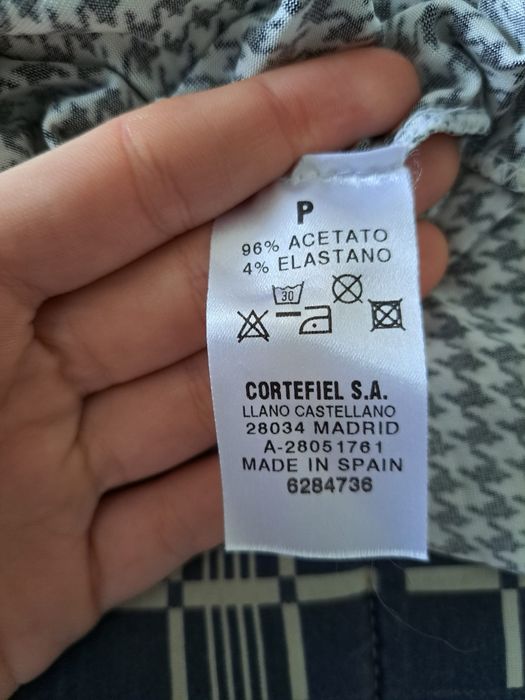 P
96% ACETATO
4% ELASTANO
30
CORTEFIEL S.A.
LLANO CASTELLANO
28034 MADRID
A-28051761
MADE IN SPAIN
6284736